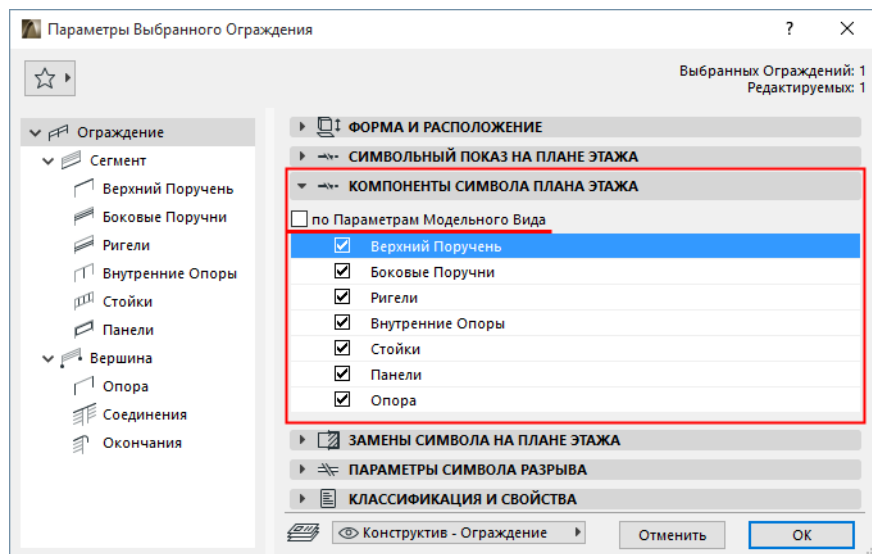 Параметры Выбранного Ограждения
?
Выбранных Ограждений: 1
Редактируемых: 1
Ограждение
Сегмент
Верхний Поручень
Боковые Поручни
Ригели
Внутренние Опоры
Стойки
Панели
Вершина
Опора
Соединения
Окончания
ФОРМА И РАСПОЛОЖЕНИЕ
СИМВОЛЬНЫЙ ПОКАЗ НА ПЛАНЕ ЭТАЖА
КОМПОНЕНТЫ СИМВОЛА ПЛАНА ЭТАЖА
по Параметрам Модельного Вида
Верхний Поручень
Боковые Поручни
Ригели
Внутренние Опоры
Стойки
Панели
Опора
ЗАМЕНЫ СИМВОЛА НА ПЛАНЕ ЭТАЖА
ПАРАМЕТРЫ СИМВОЛА РАЗРЫВА
КЛАССИФИКАЦИЯ И СВОЙСТВА
Конструктив - Ограждение
Отменить
OK